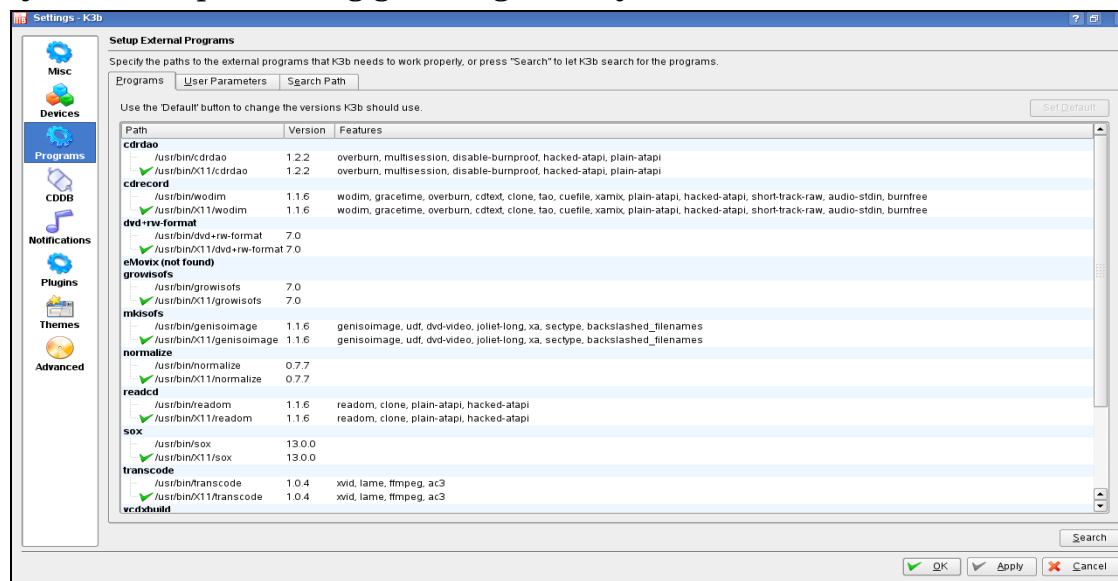 Settings - K3b
Misc
Devices
Programs
CDDB
Notifications
Plugins
Themes
Advanced
Setup External Programs
Specify the paths to the external programs that K3b needs to work properly, or press "Search" to let K3b search for the programs.
Programs User Parameters Search Path
Use the 'Default' button to change the versions K3b should use. Set Default
Path Version Features
cdrdao
/usr/bin/cdrdao 1.2.2 overburn, multisession, disable-burnproof, hacked-atapi, plain-atapi
/usr/bin/X11/cdrdao 1.2.2 overburn, multisession, disable-burnproof, hacked-atapi, plain-atapi
cdrecord
/usr/bin/wodim 1.1.6 wodim, gracetime, overburn, cdtext, clone, tao, cuefile, xamix, plain-atapi, hacked-atapi, short-track-raw, audio-stdin, burnfree
/usr/bin/X11/wodim 1.1.6 wodim, gracetime, overburn, cdtext, clone, tao, cuefile, xamix, plain-atapi, hacked-atapi, short-track-raw, audio-stdin, burnfree
dvd+rw-format
/usr/bin/dvd+rw-format 7.0
/usr/bin/X11/dvd+rw-format 7.0
eMovix (not found)
growisofs
/usr/bin/growisofs 7.0
/usr/bin/X11/growisofs 7.0
mkisofs
/usr/bin/genisoimage 1.1.6 genisoimage, udf, dvd-video, joliet-long, xa, sectype, backslashed_filenames
/usr/bin/X11/genisoimage 1.1.6 genisoimage, udf, dvd-video, joliet-long, xa, sectype, backslashed_filenames
normalize
/usr/bin/normalize 0.7.7
/usr/bin/X11/normalize 0.7.7
readcd
/usr/bin/readom 1.1.6 readom, clone, plain-atapi, hacked-atapi
/usr/bin/X11/readom 1.1.6 readom, clone, plain-atapi, hacked-atapi
sox
/usr/bin/sox 13.0.0
/usr/bin/X11/sox 13.0.0
transcode
/usr/bin/transcode 1.0.4 xvid, lame, ffmpeg, ac3
/usr/bin/X11/transcode 1.0.4 xvid, lame, ffmpeg, ac3
vcdxbuild
Search
OK Apply Cancel